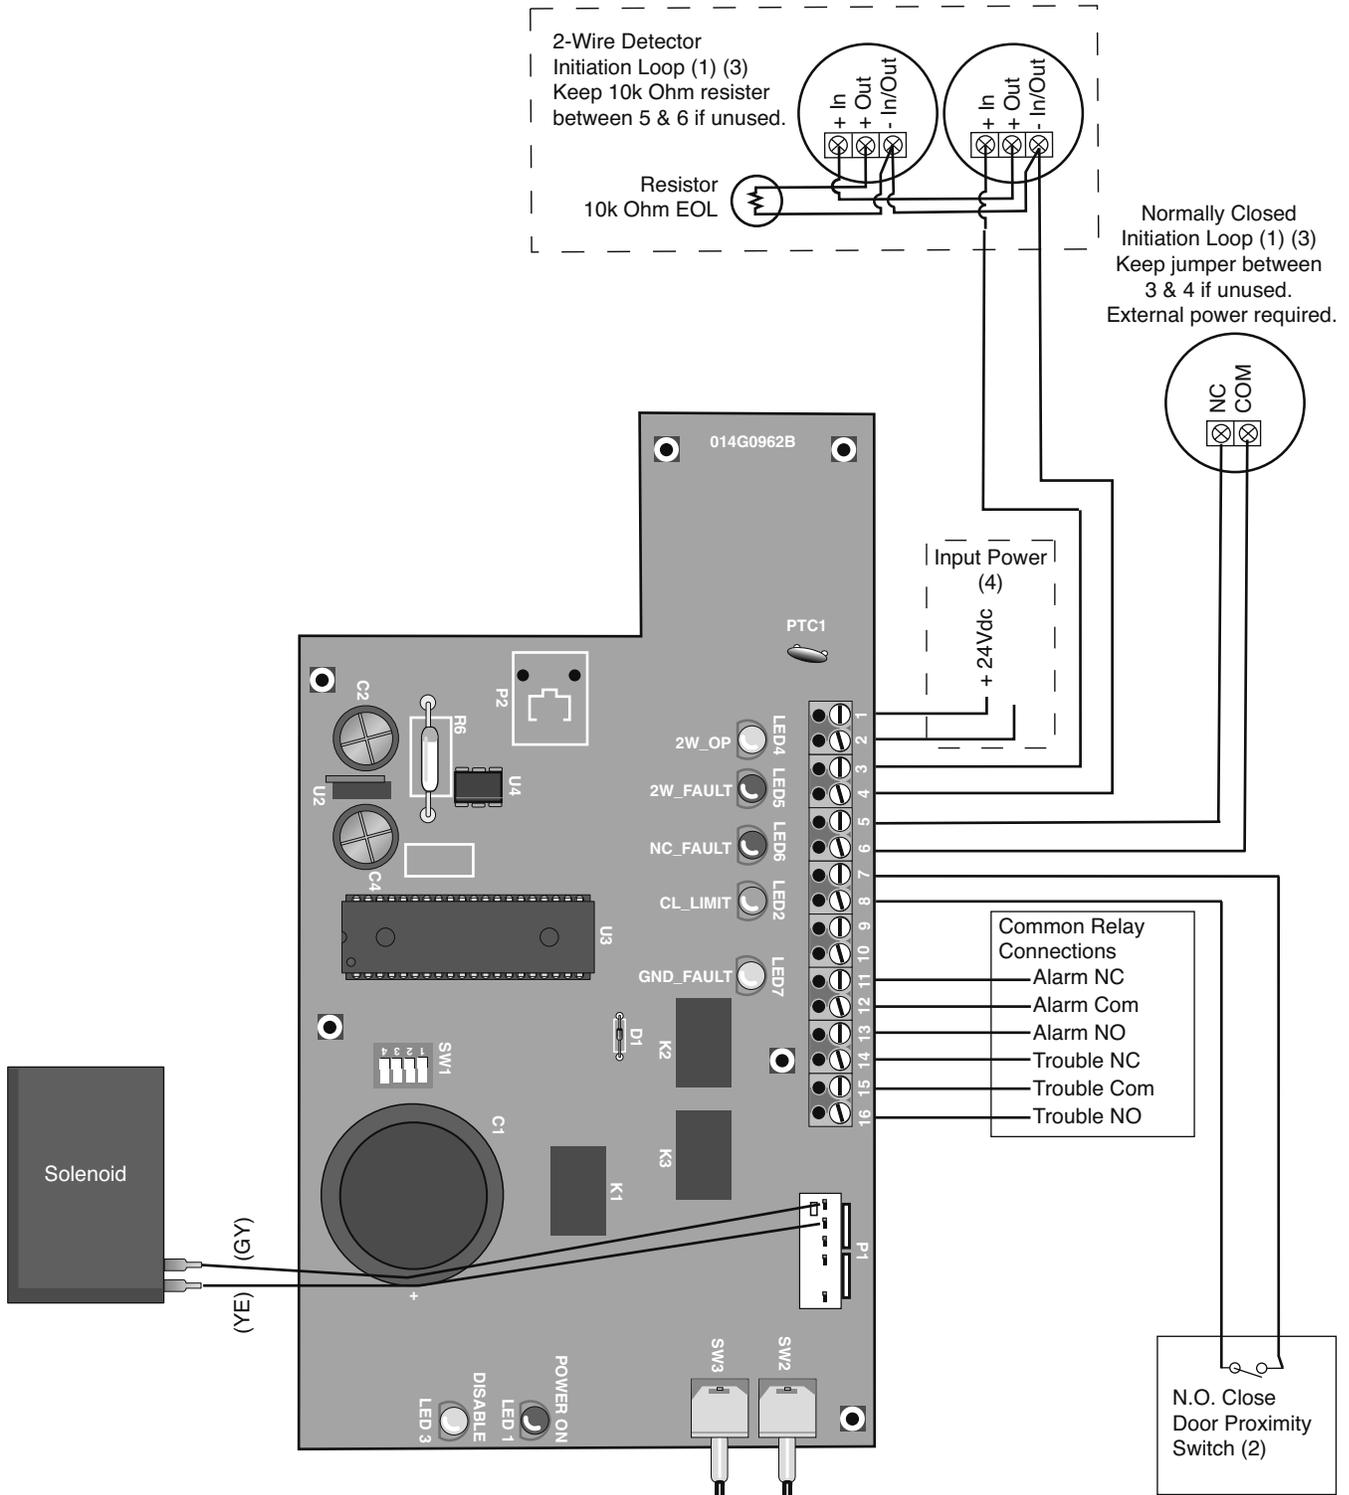 2-Wire Detector
Initiation Loop (1) (3)
Keep 10k Ohm resister
between 5 & 6 if unused.
+ In
+ Out
- In/Out
+ In
+ Out
- In/Out
Resistor
10k Ohm EOL
Normally Closed
Initiation Loop (1) (3)
Keep jumper between
3 & 4 if unused.
External power required.
NC
COM
014G0962B
Input Power
(4)
+ 24Vdc
PTC1
C2
R6
P2
U2
U4
C4
2W_OP
LED4
2W_FAULT
LED5
NC_FAULT
LED6
CL_LIMIT
LED2
GND_FAULT
LED7
1
2
3
4
5
6
7
8
9
10
11
12
13
14
15
16
U3
Common Relay
Connections
Alarm NC
Alarm Com
Alarm NO
Trouble NC
Trouble Com
Trouble NO
D1
K2
SW1
1
2
3
4
C1
K3
K1
P1
Solenoid
(GY)
(YE)
+
SW3
SW2
DISABLE
LED 3
POWER ON
LED 1
N.O. Close
Door Proximity
Switch (2)